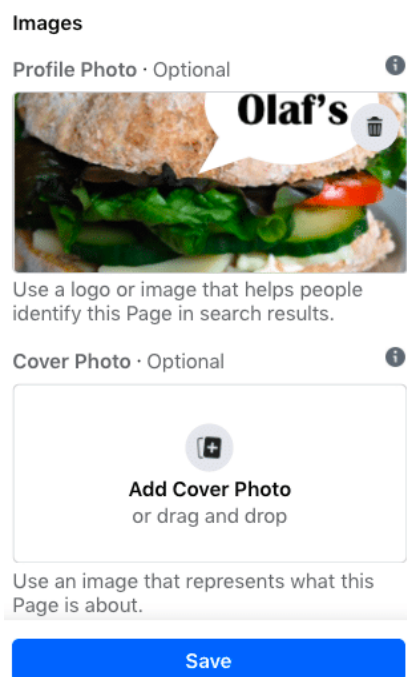 Images
Profile Photo · Optional
Olaf's
Use a logo or image that helps people
identify this Page in search results.
Cover Photo · Optional
Add Cover Photo
or drag and drop
Use an image that represents what this
Page is about.
Save